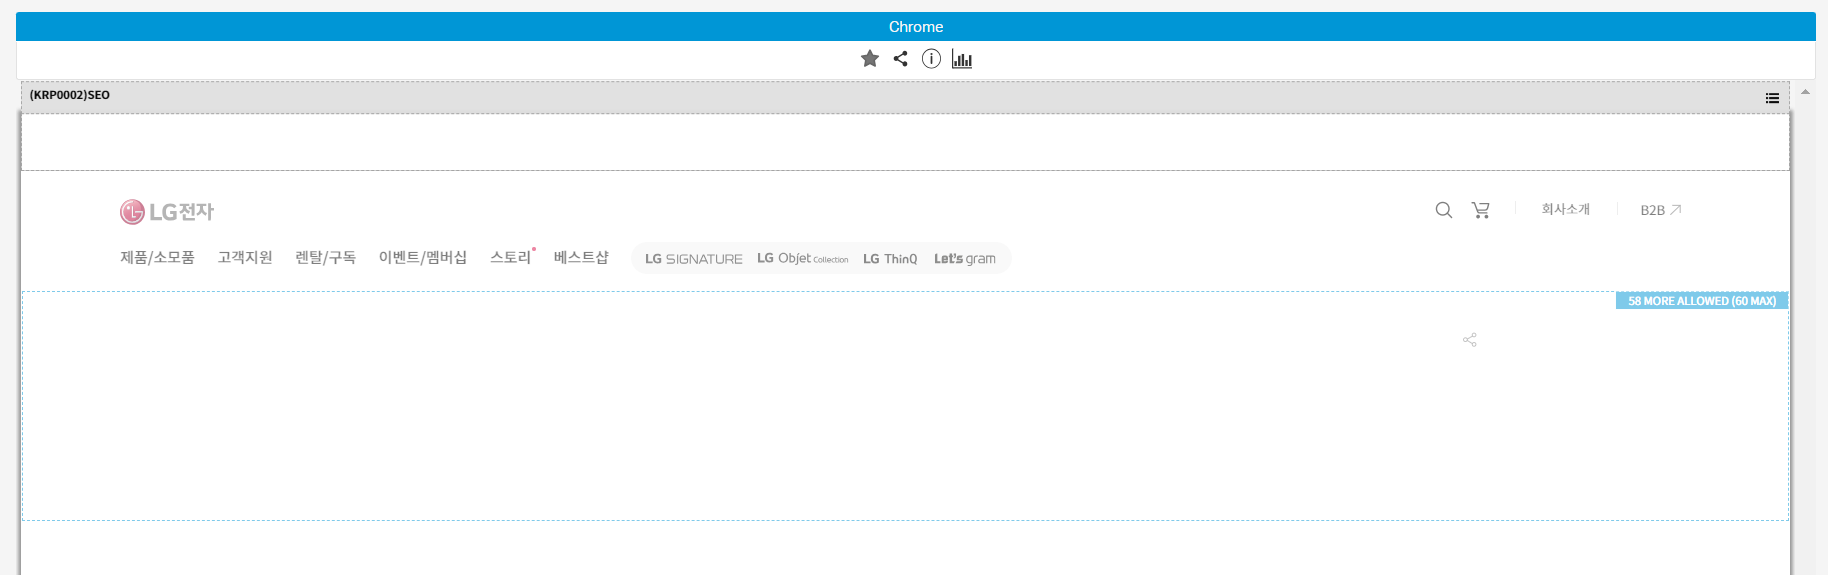 Chrome
(KRP0002)SEO
LG전자
회사소개
B2B
제품/소모품 고객지원 렌탈/구독 이벤트/멤버십 스토리 베스트샵 LG SIGNATURE LG Objet Collection LG ThinQ Let's gram
58 MORE ALLOWED (60 MAX)